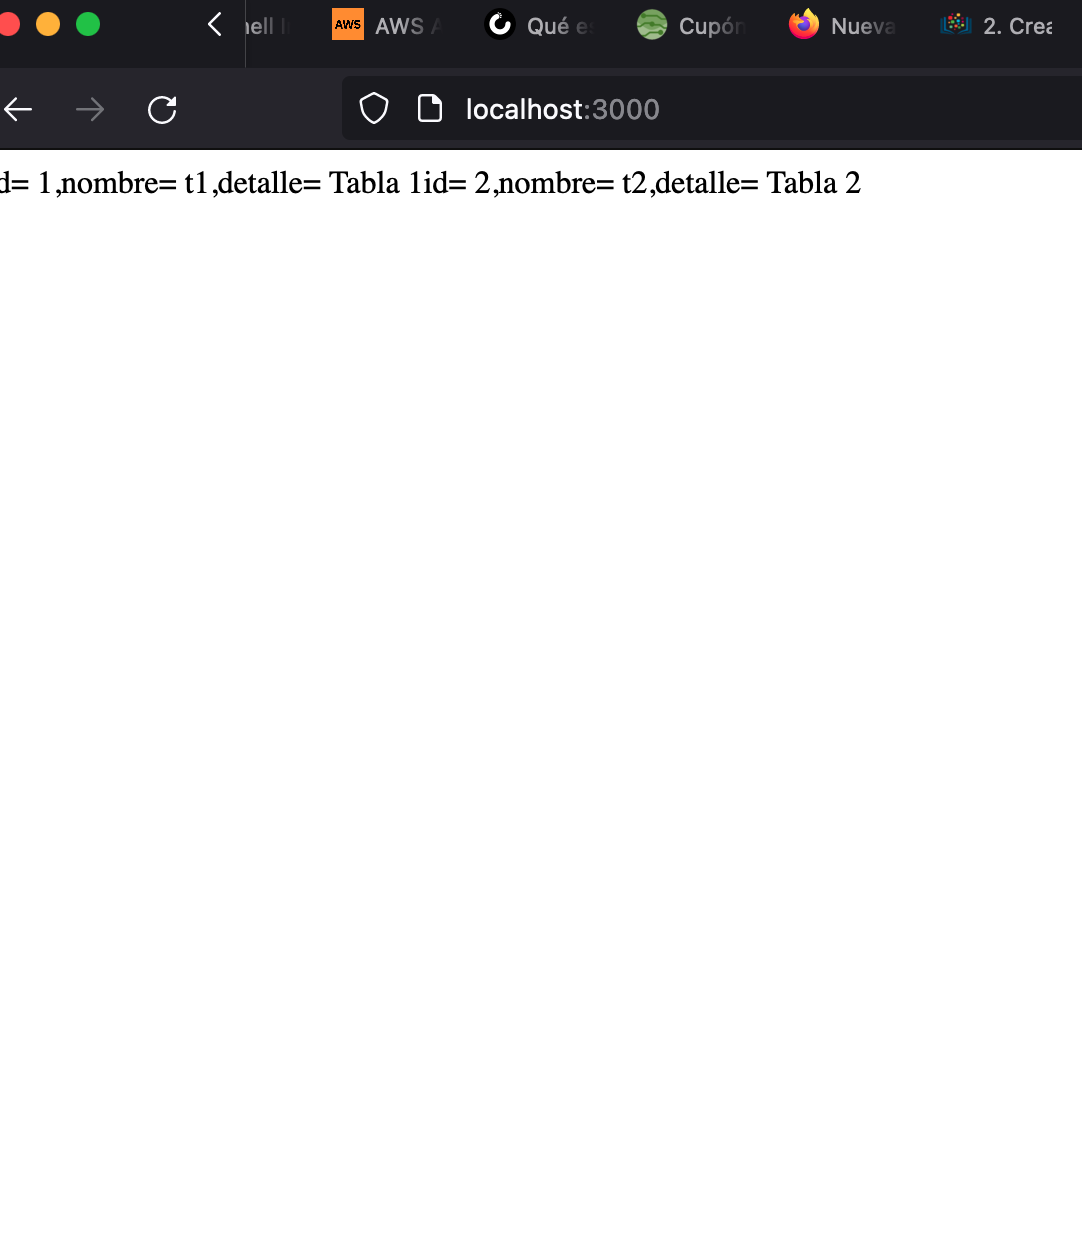 AWS AWS
Qué
Cupón
Nueva
2. Crea
localhost:3000
d= 1,nombre= t1,detalle= Tabla 1id= 2,nombre= t2,detalle= Tabla 2